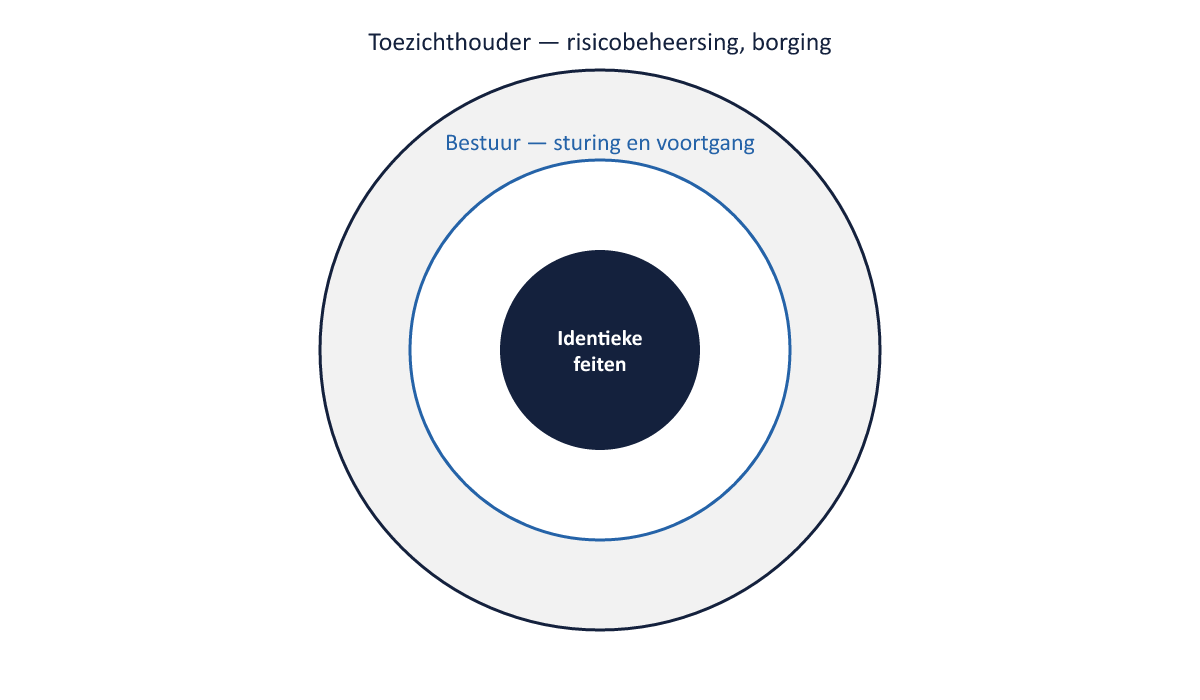 Toezichthouder — risicobeheersing, borging
Bestuur — sturing en voortgang
Identieke
feiten